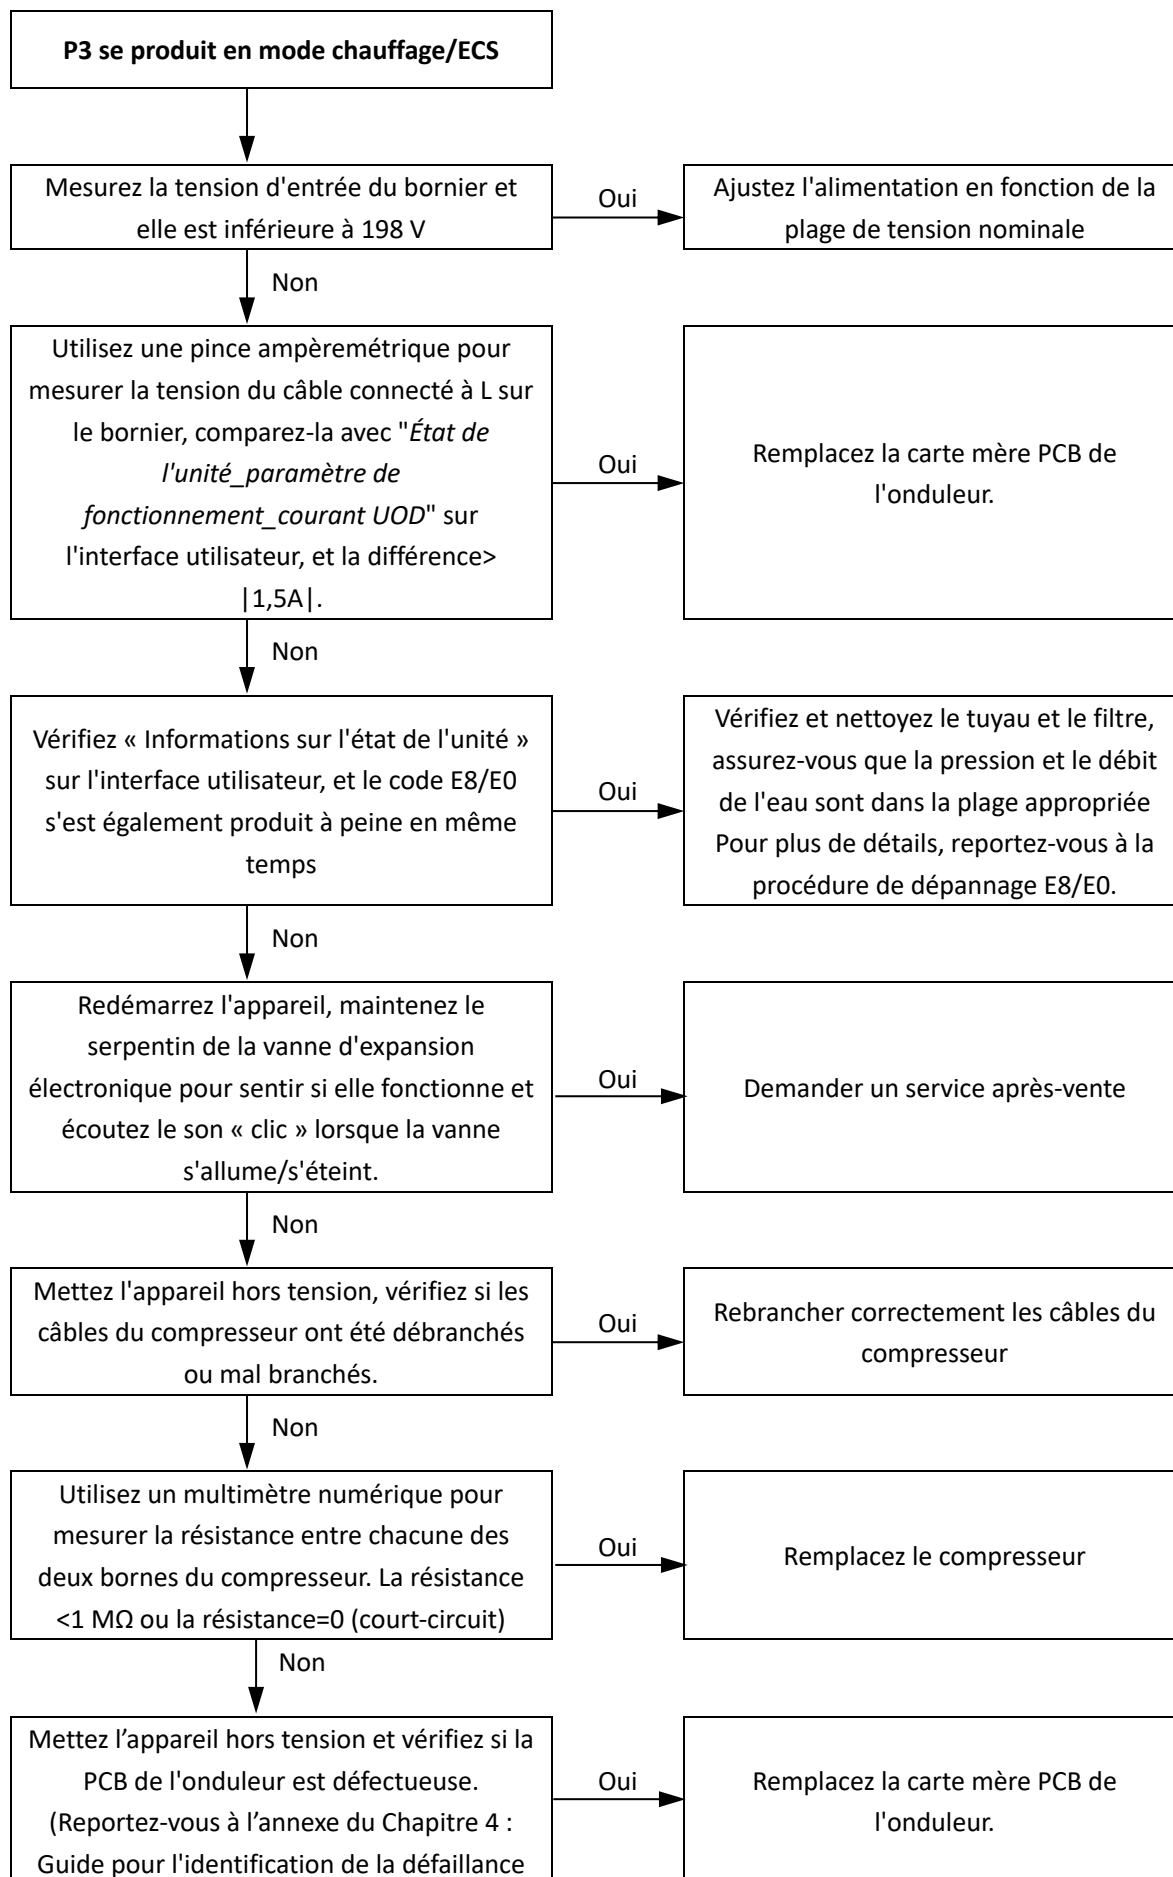 P3 se produit en mode chauffage/ECS
Mesurez la tension d'entrée du bornier et
elle est inférieure à 198 V
Oui
Ajustez l'alimentation en fonction de la
plage de tension nominale
Non
Utilisez une pince ampèremétrique pour
mesurer la tension du câble connecté à L sur
le bornier, comparez-la avec "État de
l'unité_paramètre de
fonctionnement_courant UOD" sur
l'interface utilisateur, et la différence>
|1,5A|.
Oui
Remplacez la carte mère PCB de
l'onduleur.
Non
Vérifiez « Informations sur l'état de l'unité »
sur l'interface utilisateur, et le code E8/E0
s'est également produit à peine en même
temps
Oui
Vérifiez et nettoyez le tuyau et le filtre,
assurez-vous que la pression et le débit
de l'eau sont dans la plage appropriée
Pour plus de détails, reportez-vous à la
procédure de dépannage E8/E0.
Non
Redémarrez l'appareil, maintenez le
serpentin de la vanne d'expansion
électronique pour sentir si elle fonctionne et
écoutez le son « clic » lorsque la vanne
s'allume/s'éteint.
Oui
Demander un service après-vente
Non
Mettez l'appareil hors tension, vérifiez si les
câbles du compresseur ont été débranchés
ou mal branchés.
Oui
Rebrancher correctement les câbles du
compresseur
Non
Utilisez un multimètre numérique pour
mesurer la résistance entre chacune des
deux bornes du compresseur. La résistance
<1 MΩ ou la résistance=0 (court-circuit)
Oui
Remplacez le compresseur
Non
Mettez l’appareil hors tension et vérifiez si la
PCB de l'onduleur est défectueuse.
(Reportez-vous à l’annexe du Chapitre 4 :
Guide pour l'identification de la défaillance
Oui
Remplacez la carte mère PCB de
l'onduleur.